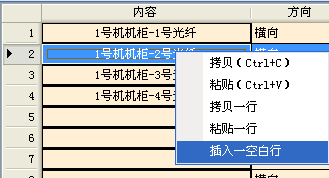 内容 方向
1 1号机机柜-1号光纤 横向
2 1号机机柜-2号光纤
3 1号机机柜-3号光
4 1号机机柜-4号
5
6
7
8 横向
拷贝(Ctrl+C)
粘贴(Ctrl+V)
拷贝一行
粘贴一行
插入一空白行